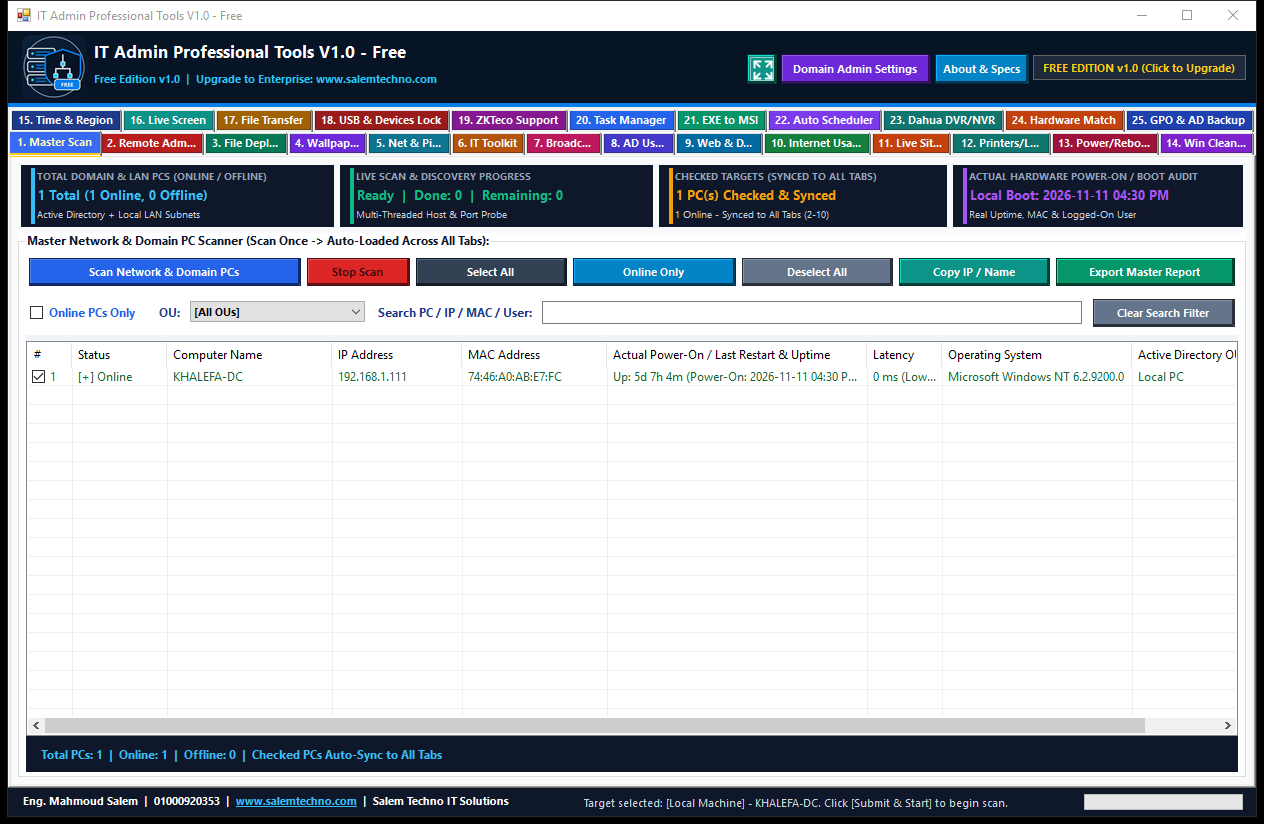 IT Admin Professional Tools V1.0 - Free
IT Admin Professional Tools V1.0 - Free
Free Edition v1.0 | Upgrade to Enterprise: www.salemtechno.com
FREE
Domain Admin Settings
About & Specs
FREE EDITION v1.0 (Click to Upgrade)
15. Time & Region
16. Live Screen
17. File Transfer
18. USB & Devices Lock
19. ZKTeco Support
20. Task Manager
21. EXE to MSI
22. Auto Scheduler
23. Dahua DVR/NVR
24. Hardware Match
25. GPO & AD Backup
1. Master Scan
2. Remote Adm...
3. File Depl...
4. Wallpap...
5. Net & Pi...
6. IT Toolkit
7. Broadc...
8. AD Us...
9. Web & D...
10. Internet Usa...
11. Live Sit...
12. Printers/L...
13. Power/Rebo...
14. Win Clean...
TOTAL DOMAIN & LAN PCS (ONLINE / OFFLINE)
1 Total (1 Online, 0 Offline)
Active Directory + Local LAN Subnets
LIVE SCAN & DISCOVERY PROGRESS
Ready | Done: 0 | Remaining: 0
Multi-Threaded Host & Port Probe
CHECKED TARGETS (SYNCED TO ALL TABS)
1 PC(s) Checked & Synced
1 Online - Synced to All Tabs (2-10)
ACTUAL HARDWARE POWER-ON / BOOT AUDIT
Local Boot: 2026-11-11 04:30 PM
Real Uptime, MAC & Logged-On User
Master Network & Domain PC Scanner (Scan Once -> Auto-Loaded Across All Tabs):
Scan Network & Domain PCs
Stop Scan
Select All
Online Only
Deselect All
Copy IP / Name
Export Master Report
Online PCs Only
OU:
[All OUs]
Search PC / IP / MAC / User:
Clear Search Filter
# Status Computer Name IP Address MAC Address Actual Power-On / Last Restart & Uptime Latency Operating System Active Directory OU
1 [+] Online KHALEFA-DC 192.168.1.111 74:46:A0:AB:E7:FC Up: 5d 7h 4m (Power-On: 2026-11-11 04:30 P... 0 ms (Low... Microsoft Windows NT 6.2.9200.0 Local PC
Total PCs: 1 | Online: 1 | Offline: 0 | Checked PCs Auto-Sync to All Tabs
Eng. Mahmoud Salem | 01000920353 | www.salemtechno.com | Salem Techno IT Solutions
Target selected: [Local Machine] - KHALEFA-DC. Click [Submit & Start] to begin scan.